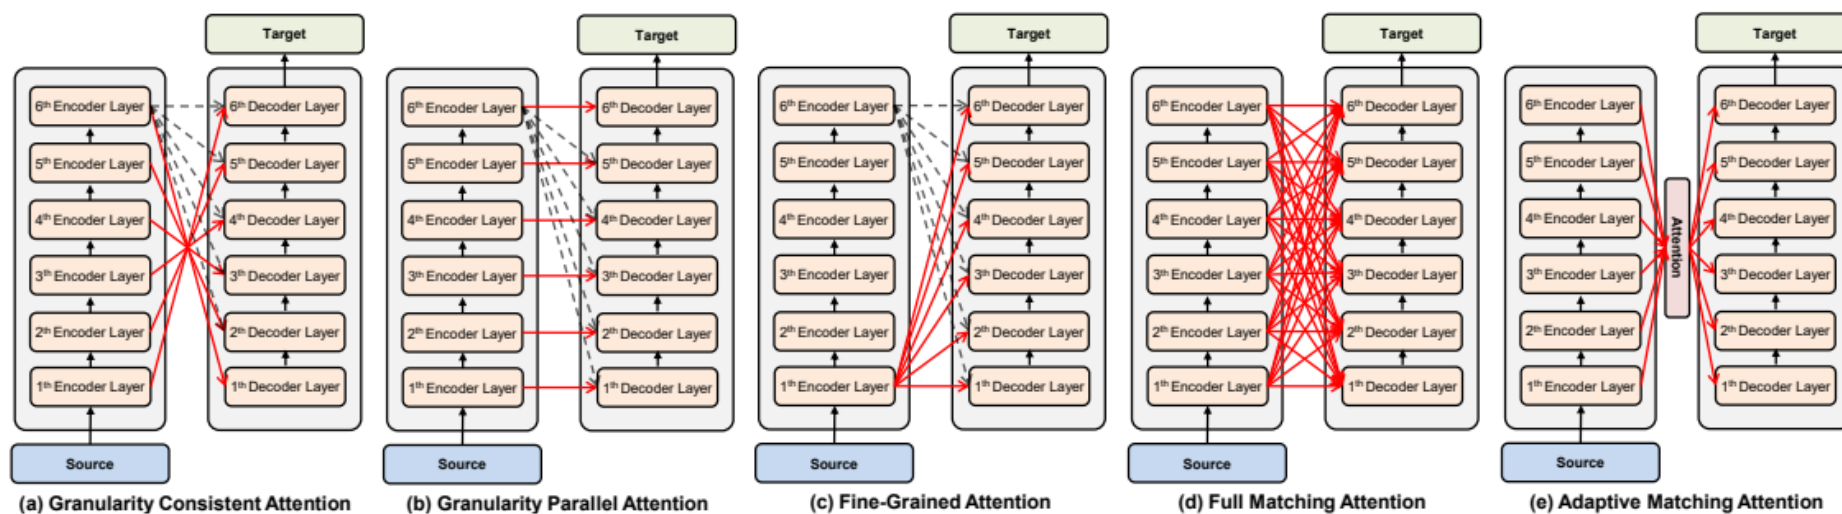 Target
6th Encoder Layer
6th Decoder Layer
5th Encoder Layer
5th Decoder Layer
4th Encoder Layer
4th Decoder Layer
3th Encoder Layer
3th Decoder Layer
2th Encoder Layer
2th Decoder Layer
1th Encoder Layer
1th Decoder Layer
Source
(a) Granularity Consistent Attention
Target
6th Encoder Layer
6th Decoder Layer
5th Encoder Layer
5th Decoder Layer
4th Encoder Layer
4th Decoder Layer
3th Encoder Layer
3th Decoder Layer
2th Encoder Layer
2th Decoder Layer
1th Encoder Layer
1th Decoder Layer
Source
(b) Granularity Parallel Attention
Target
6th Encoder Layer
6th Decoder Layer
5th Encoder Layer
5th Decoder Layer
4th Encoder Layer
4th Decoder Layer
3th Encoder Layer
3th Decoder Layer
2th Encoder Layer
2th Decoder Layer
1th Encoder Layer
1th Decoder Layer
Source
(c) Fine-Grained Attention
Target
6th Encoder Layer
6th Decoder Layer
5th Encoder Layer
5th Decoder Layer
4th Encoder Layer
4th Decoder Layer
3th Encoder Layer
3th Decoder Layer
2th Encoder Layer
2th Decoder Layer
1th Encoder Layer
1th Decoder Layer
Source
(d) Full Matching Attention
Target
6th Encoder Layer
6th Decoder Layer
5th Encoder Layer
5th Decoder Layer
4th Encoder Layer
4th Decoder Layer
Attention
3th Encoder Layer
3th Decoder Layer
2th Encoder Layer
2th Decoder Layer
1th Encoder Layer
1th Decoder Layer
Source
(e) Adaptive Matching Attention